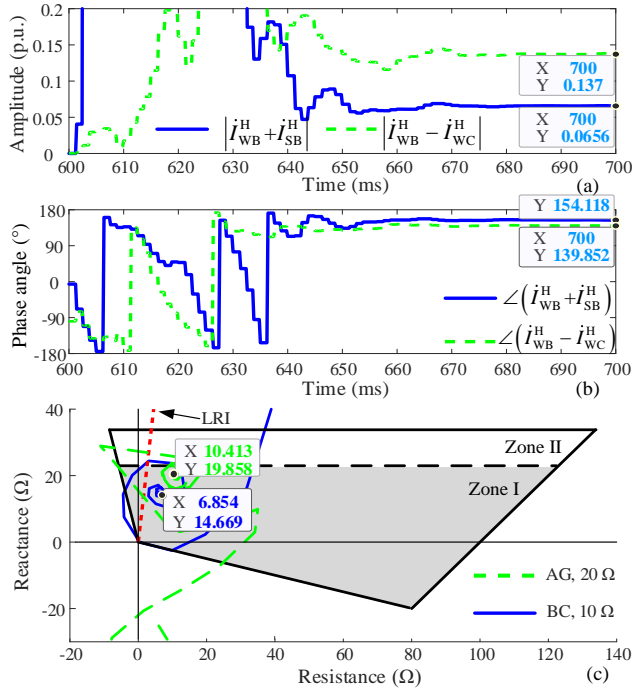 0.2
0.15
0.1
0.05
0
Amplitude (p.u.)
X 700
Y 0.137
X 700
Y 0.0656
|İ^H_WB + İ^H_SB|
|İ^H_WB − İ^H_WC|
600 610 620 630 640 650 660 670 680 690 700
Time (ms)
(a)
180
90
0
-90
-180
Phase angle (°)
Y 154.118
X 700
Y 139.852
∠(İ^H_WB + İ^H_SB)
∠(İ^H_WB − İ^H_WC)
600 610 620 630 640 650 660 670 680 690 700
Time (ms)
(b)
40
20
0
-20
Reactance (Ω)
LRI
X 10.413
Y 19.858
X 6.854
Y 14.669
Zone II
Zone I
AG, 20 Ω
BC, 10 Ω
-20 0 20 40 60 80 100 120 140
Resistance (Ω)
(c)